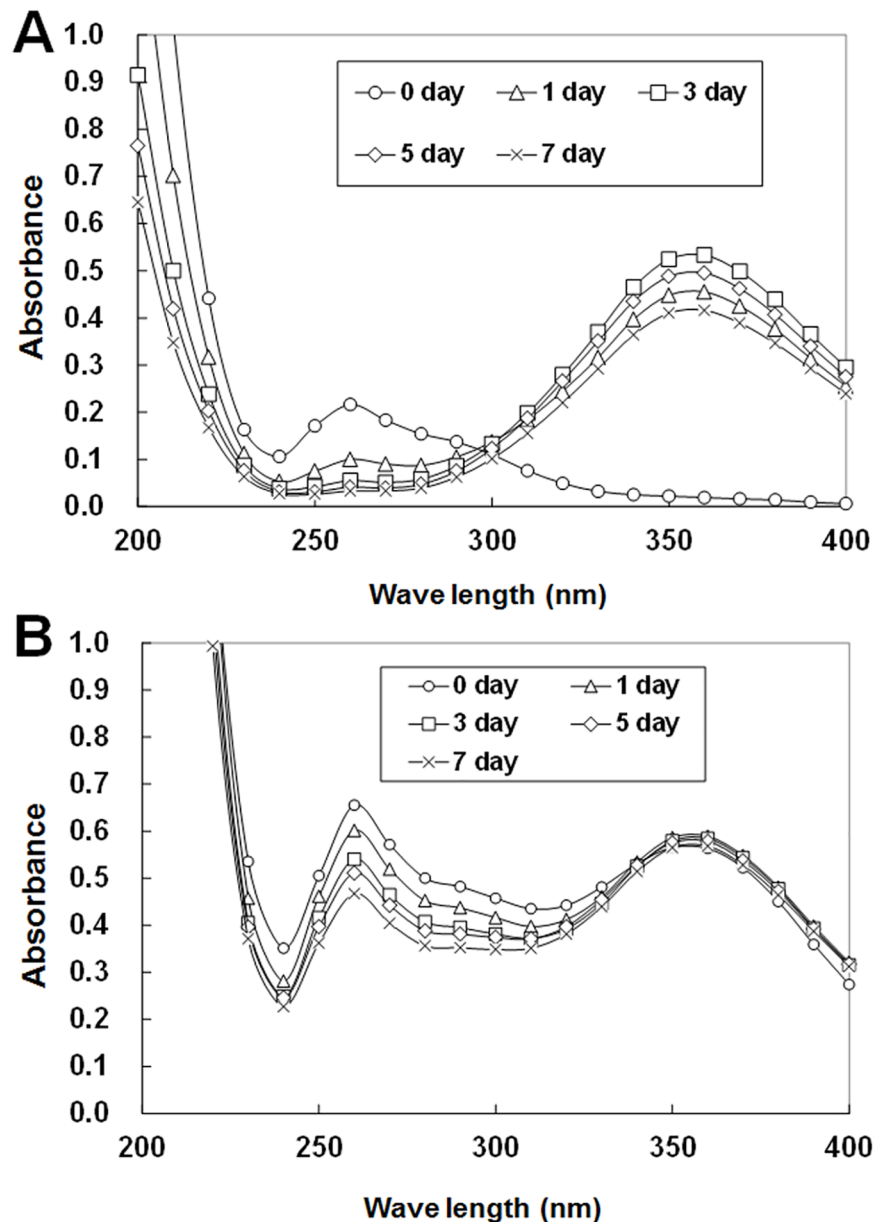 A
1.0
0.9
0.8
0.7
0.6
0.5
0.4
0.3
0.2
0.1
0.0
Absorbance
0 day 1 day 3 day
5 day 7 day
200 250 300 350 400
Wave length (nm)
B
1.0
0.9
0.8
0.7
0.6
0.5
0.4
0.3
0.2
0.1
0.0
Absorbance
0 day 1 day
3 day 5 day
7 day
200 250 300 350 400
Wave length (nm)